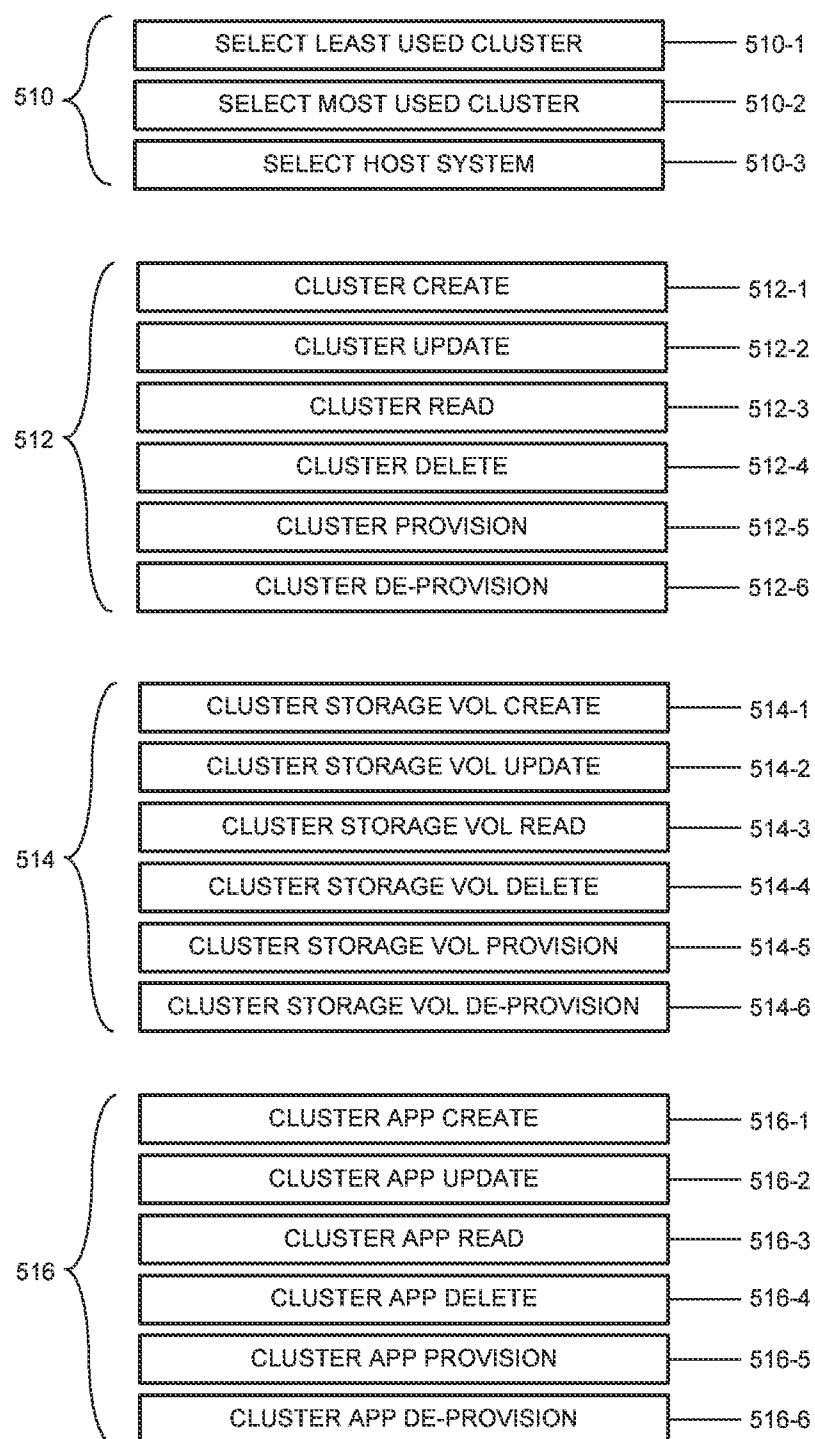 SELECT LEAST USED CLUSTER 510-1
510
SELECT MOST USED CLUSTER 510-2
SELECT HOST SYSTEM 510-3
CLUSTER CREATE 512-1
CLUSTER UPDATE 512-2
CLUSTER READ 512-3
512
CLUSTER DELETE 512-4
CLUSTER PROVISION 512-5
CLUSTER DE-PROVISION 512-6
CLUSTER STORAGE VOL CREATE 514-1
CLUSTER STORAGE VOL UPDATE 514-2
CLUSTER STORAGE VOL READ 514-3
514
CLUSTER STORAGE VOL DELETE 514-4
CLUSTER STORAGE VOL PROVISION 514-5
CLUSTER STORAGE VOL DE-PROVISION 514-6
CLUSTER APP CREATE 516-1
CLUSTER APP UPDATE 516-2
CLUSTER APP READ 516-3
516
CLUSTER APP DELETE 516-4
CLUSTER APP PROVISION 516-5
CLUSTER APP DE-PROVISION 516-6